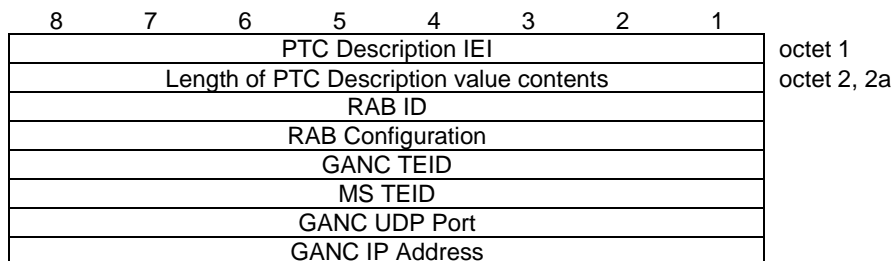 8 7 6 5 4 3 2 1
PTC Description IEI octet 1
Length of PTC Description value contents octet 2, 2a
RAB ID
RAB Configuration
GANC TEID
MS TEID
GANC UDP Port
GANC IP Address